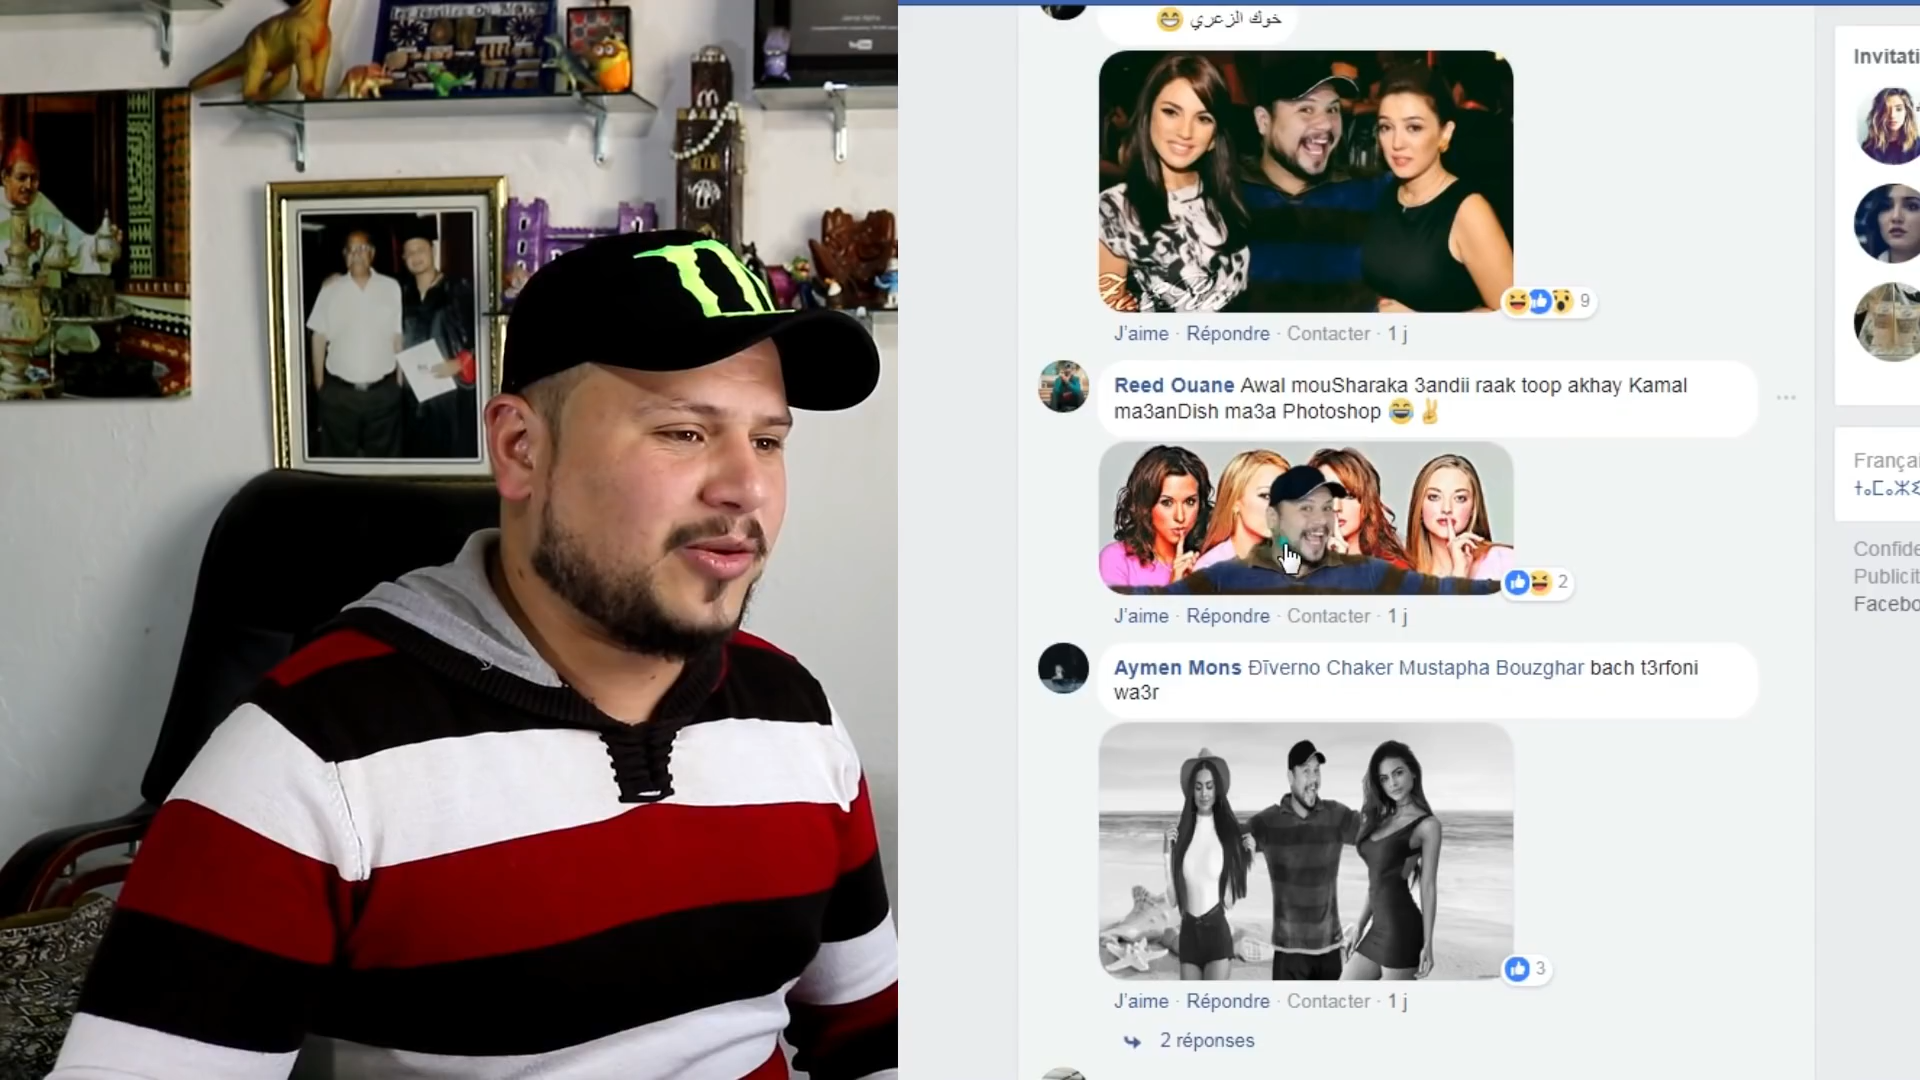 خوك الزعري 😄
Invitati
9
J'aime · Répondre · Contacter · 1 j
Reed Ouane Awal mouSharaka 3andii raak toop akhay Kamal
ma3anDish ma3a Photoshop 😂✌
Françai
2
Confide
Publicit
Facebo
J'aime · Répondre · Contacter · 1 j
Aymen Mons Đīverno Chaker Mustapha Bouzghar bach t3rfoni
wa3r
3
J'aime · Répondre · Contacter · 1 j
2 réponses